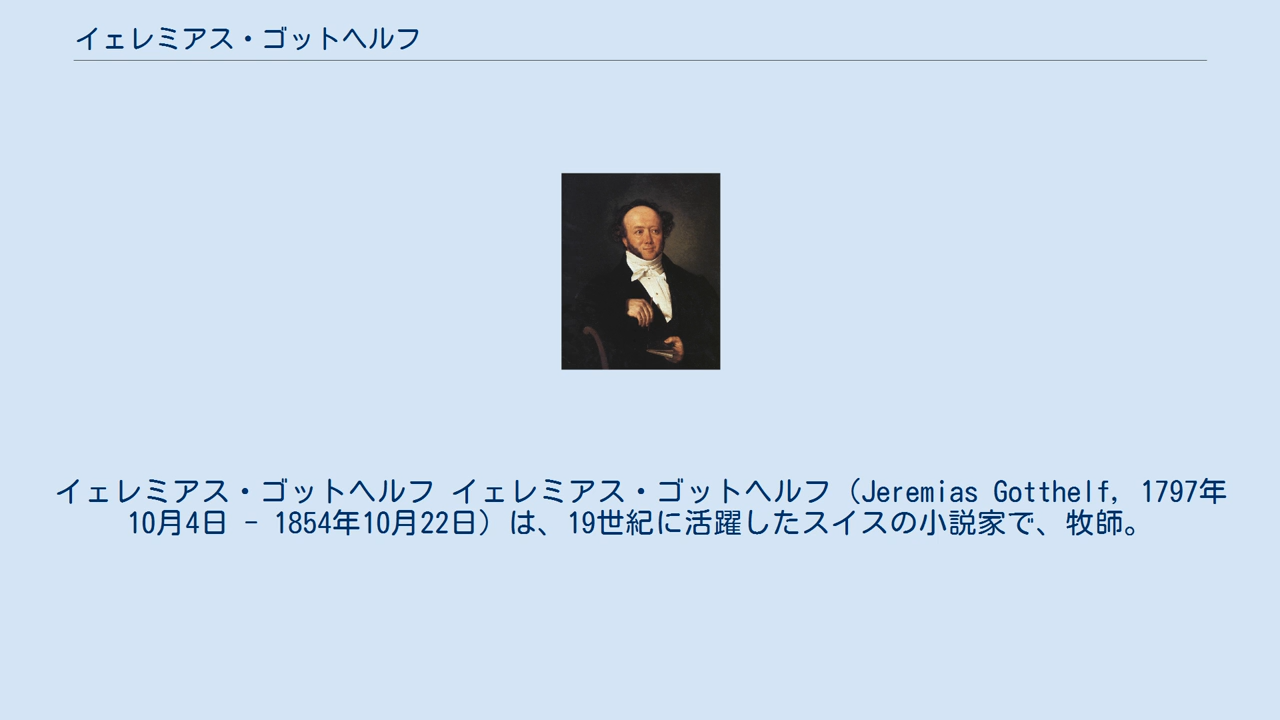 イェレミアス・ゴットヘルフ
イェレミアス・ゴットヘルフ イェレミアス・ゴットヘルフ（Jeremias Gotthelf, 1797年
10月4日 - 1854年10月22日）は、19世紀に活躍したスイスの小説家で、牧師。